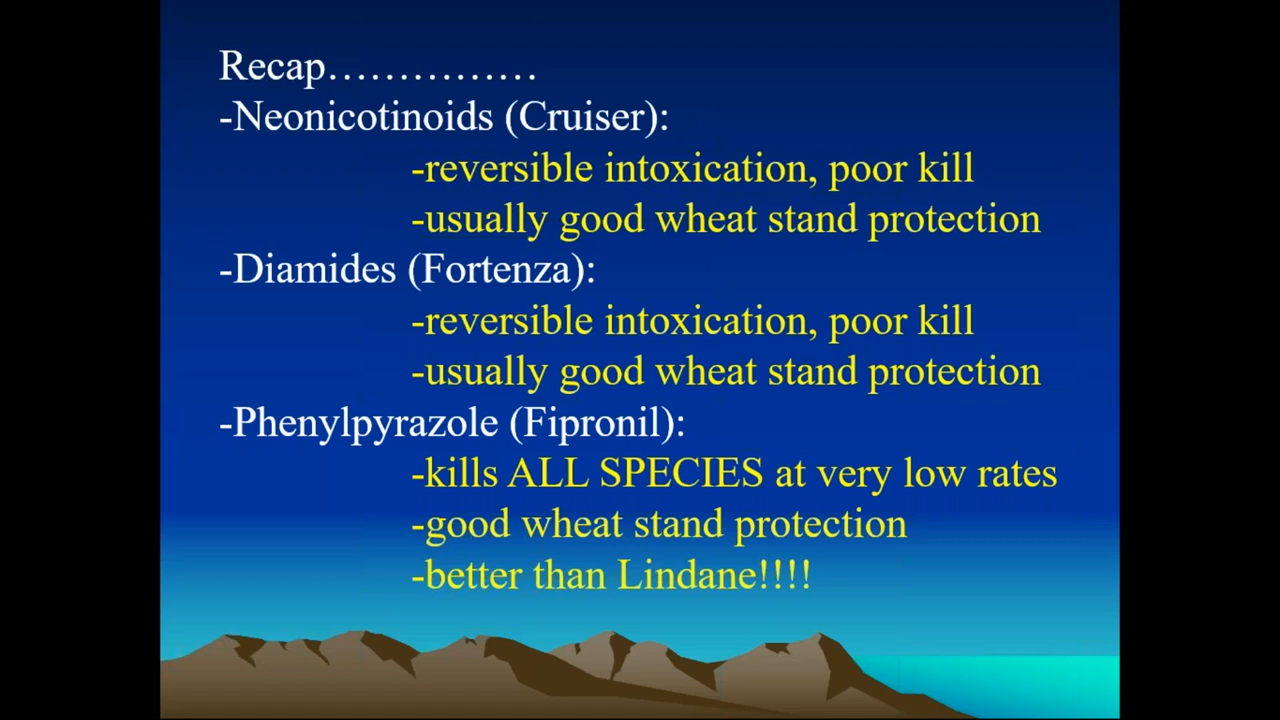 Recap……………
-Neonicotinoids (Cruiser):
-reversible intoxication, poor kill
-usually good wheat stand protection
-Diamides (Fortenza):
-reversible intoxication, poor kill
-usually good wheat stand protection
-Phenylpyrazole (Fipronil):
-kills ALL SPECIES at very low rates
-good wheat stand protection
-better than Lindane!!!!